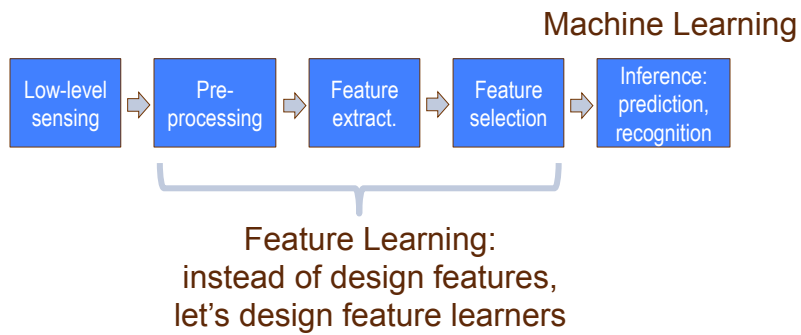 Machine Learning
Low-level
sensing
Pre-
processing
Feature
extract.
Feature
selection
Inference:
prediction,
recognition
Feature Learning:
instead of design features,
let's design feature learners